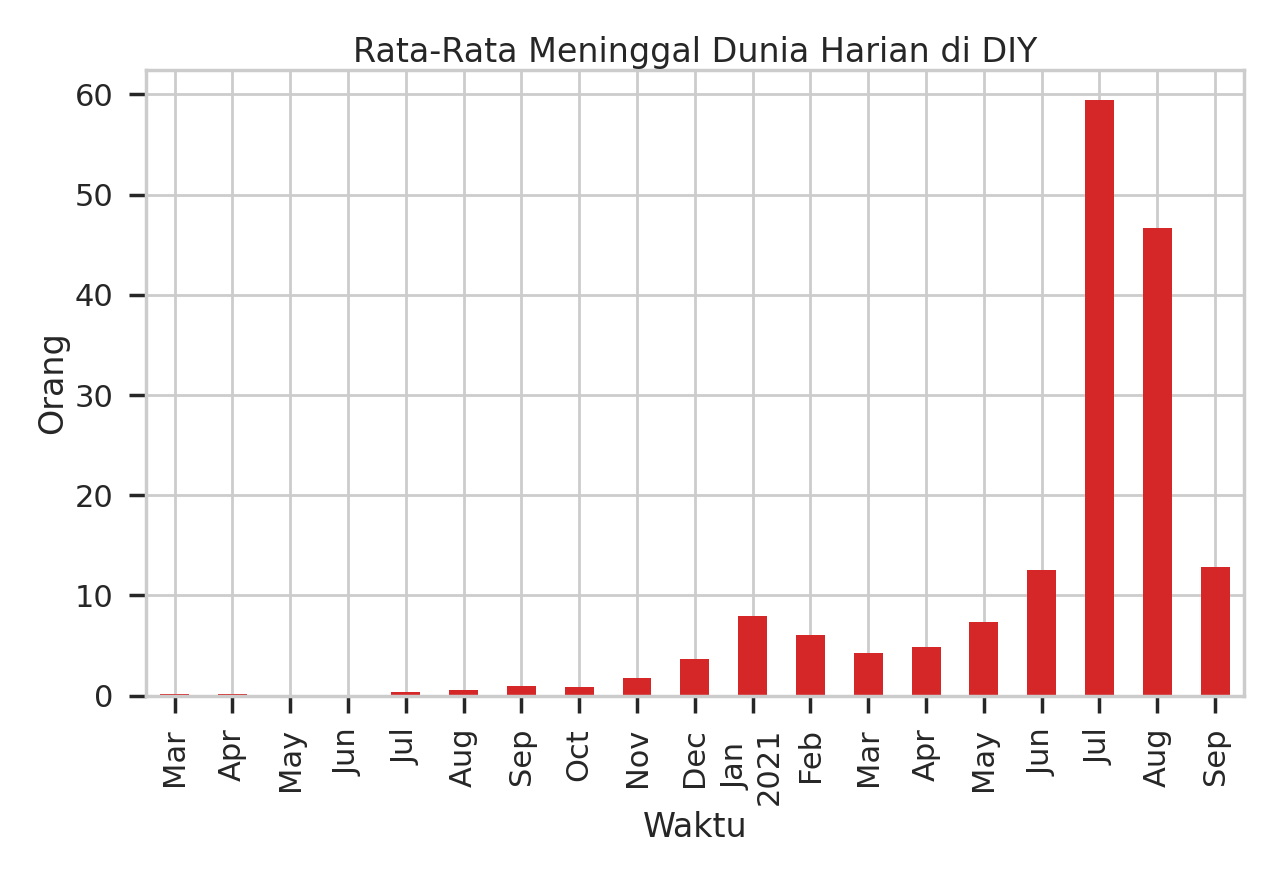 Rata-Rata Meninggal Dunia Harian di DIY
Orang
60
50
40
30
20
10
0
Mar
Apr
May
Jun
Jul
Aug
Sep
Oct
Nov
Dec
Jan
2021
Feb
Mar
Apr
May
Jun
Jul
Aug
Sep
Waktu